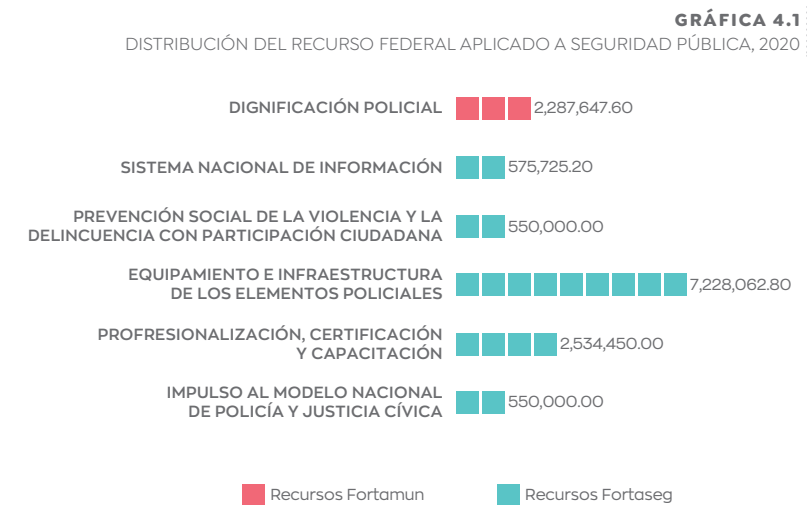 GRÁFICA 4.1
DISTRIBUCIÓN DEL RECURSO FEDERAL APLICADO A SEGURIDAD PÚBLICA, 2020
DIGNIFICACIÓN POLICIAL 2,287,647.60
SISTEMA NACIONAL DE INFORMACIÓN 575,725.20
PREVENCIÓN SOCIAL DE LA VIOLENCIA Y LA
DELINCUENCIA CON PARTICIPACIÓN CIUDADANA 550,000.00
EQUIPAMIENTO E INFRAESTRUCTURA
DE LOS ELEMENTOS POLICIALES 7,228,062.80
PROFRESIONALIZACIÓN, CERTIFICACIÓN
Y CAPACITACIÓN 2,534,450.00
IMPULSO AL MODELO NACIONAL
DE POLICÍA Y JUSTICIA CÍVICA 550,000.00
Recursos Fortamun Recursos Fortaseg